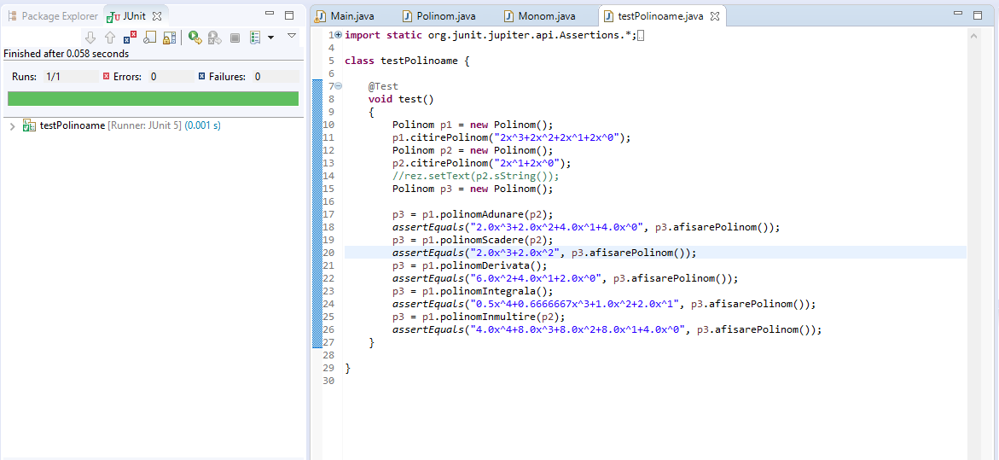 Package Explorer JUnit
Finished after 0.058 seconds
Runs: 1/1 Errors: 0 Failures: 0
testPolinoame [Runner: JUnit 5] (0.001 s)
Main.java Polinom.java Monom.java testPolinoame.java
1 import static org.junit.jupiter.api.Assertions.*;
4
5 class testPolinoame {
6
7 @Test
8 void test()
9 {
10 Polinom p1 = new Polinom();
11 p1.citirePolinom("2x^3+2x^2+2x^1+2x^0");
12 Polinom p2 = new Polinom();
13 p2.citirePolinom("2x^1+2x^0");
14 //rez.setText(p2.sString());
15 Polinom p3 = new Polinom();
16
17 p3 = p1.polinomAdunare(p2);
18 assertEquals("2.0x^3+2.0x^2+4.0x^1+4.0x^0", p3.afisarePolinom());
19 p3 = p1.polinomScadere(p2);
20 assertEquals("2.0x^3+2.0x^2", p3.afisarePolinom());
21 p3 = p1.polinomDerivata();
22 assertEquals("6.0x^2+4.0x^1+2.0x^0", p3.afisarePolinom());
23 p3 = p1.polinomIntegrala();
24 assertEquals("0.5x^4+0.6666667x^3+1.0x^2+2.0x^1", p3.afisarePolinom());
25 p3 = p1.polinomInmultire(p2);
26 assertEquals("4.0x^4+8.0x^3+8.0x^2+8.0x^1+4.0x^0", p3.afisarePolinom());
27 }
28
29 }
30